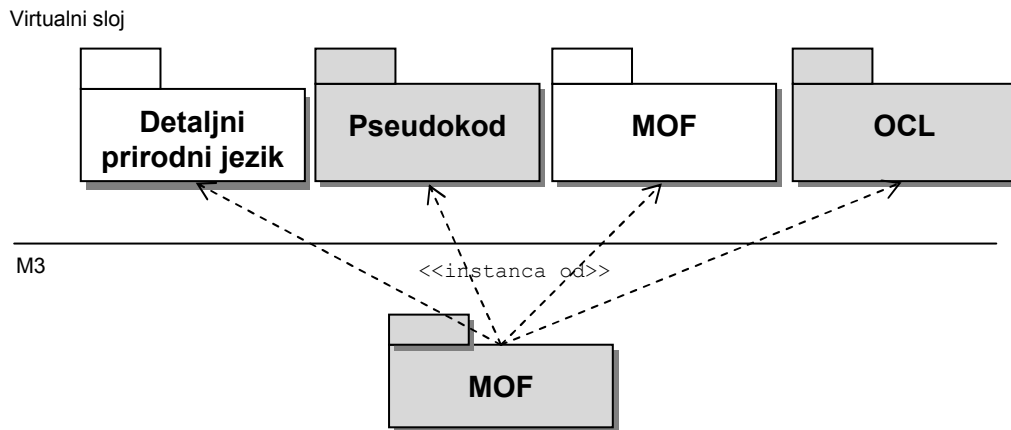 Virtualni sloj
Detaljni
prirodni jezik
Pseudokod
MOF
OCL
M3
<<instanca od>>
MOF